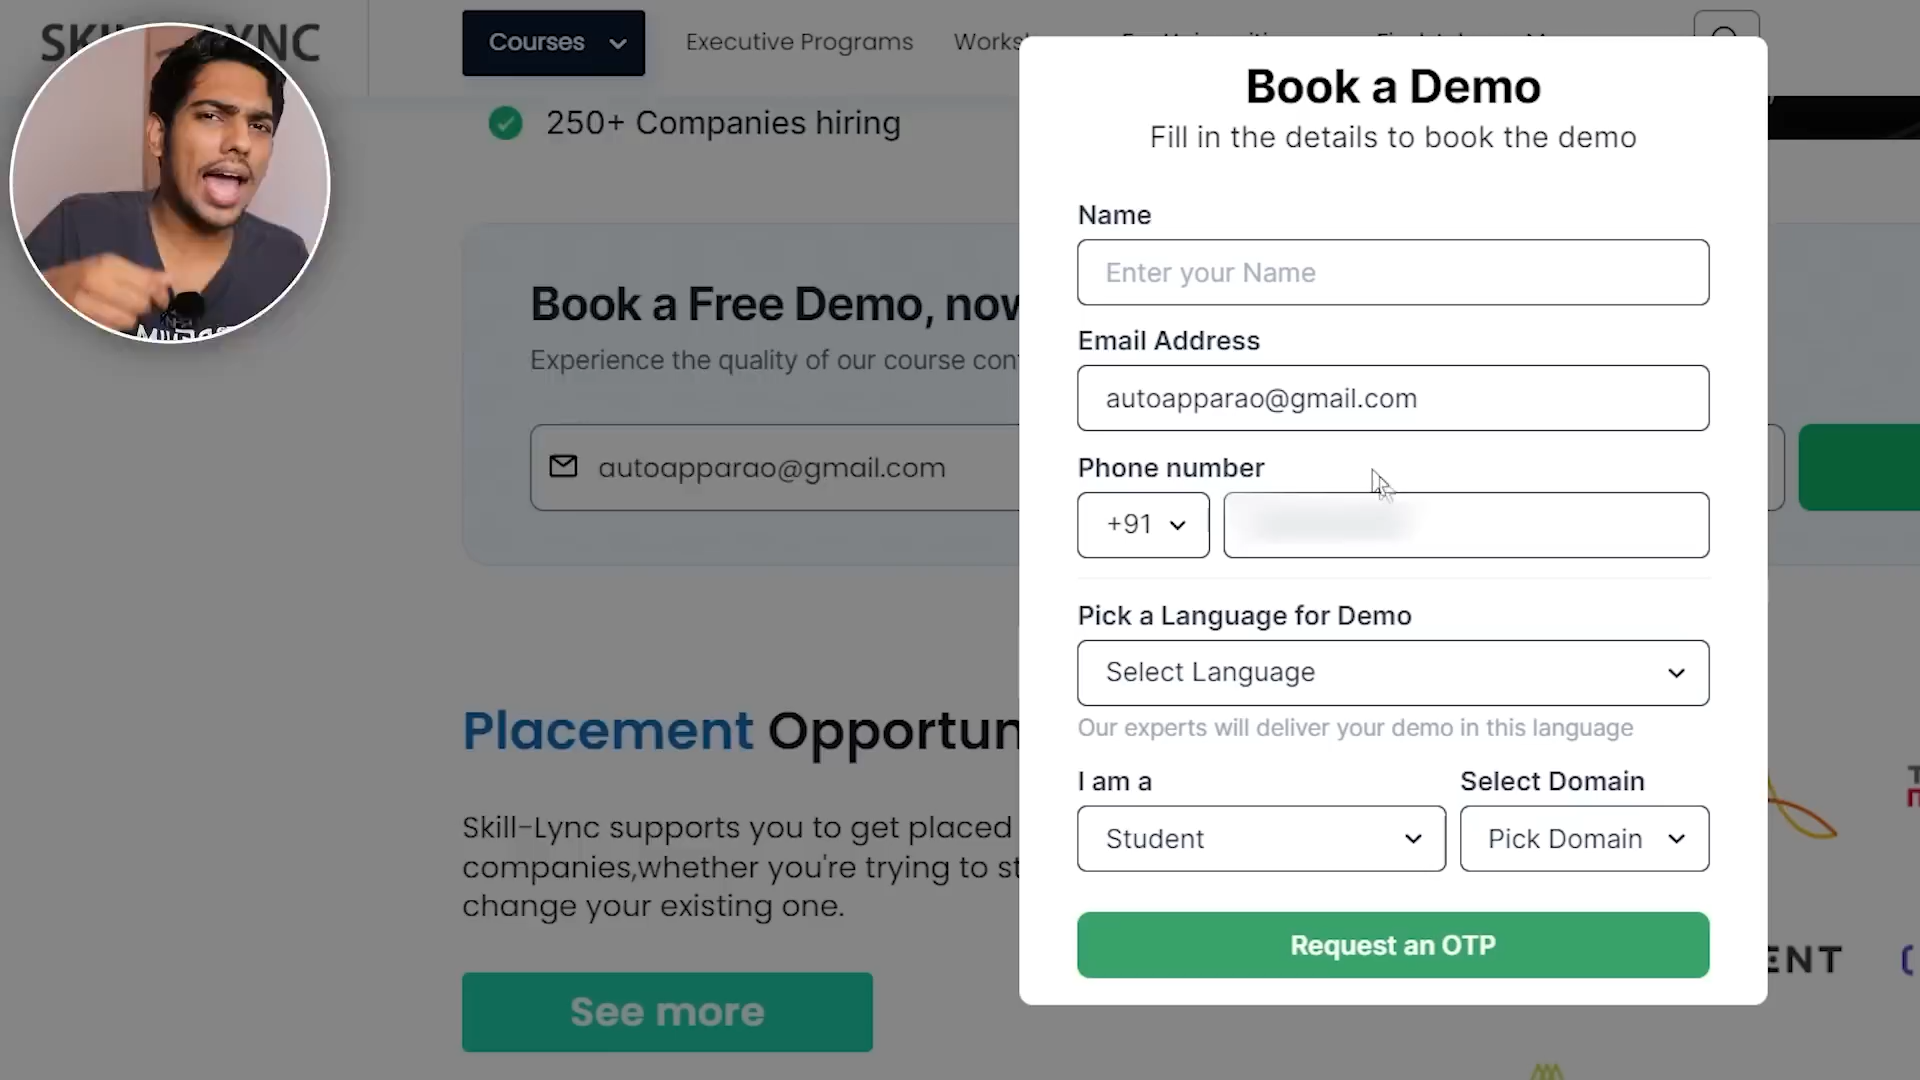 Courses
Executive Programs
250+ Companies hiring
Book a Free Demo, now
Experience the quality of our course
autoapparao@gmail.com
Placement
Skill-Lync supports you to get placed
companies,whether you're trying to
change your existing one.
See more
Book a Demo
Fill in the details to book the demo
Name
Enter your Name
Email Address
autoapparao@gmail.com
Phone number
+91
Pick a Language for Demo
Select Language
Our experts will deliver your demo in this language
I am a
Select Domain
Student
Pick Domain
Request an OTP